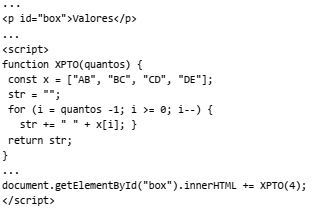 ...
<p id="box">Valores</p>
...
<script>
function XPTO(quantos) {
 const x = ["AB", "BC", "CD", "DE"];
 str = "";
 for (i = quantos -1; i >= 0; i--) {
  str += " " + x[i]; }
 return str;
}
...
document.getElementById("box").innerHTML += XPTO(4);
</script>